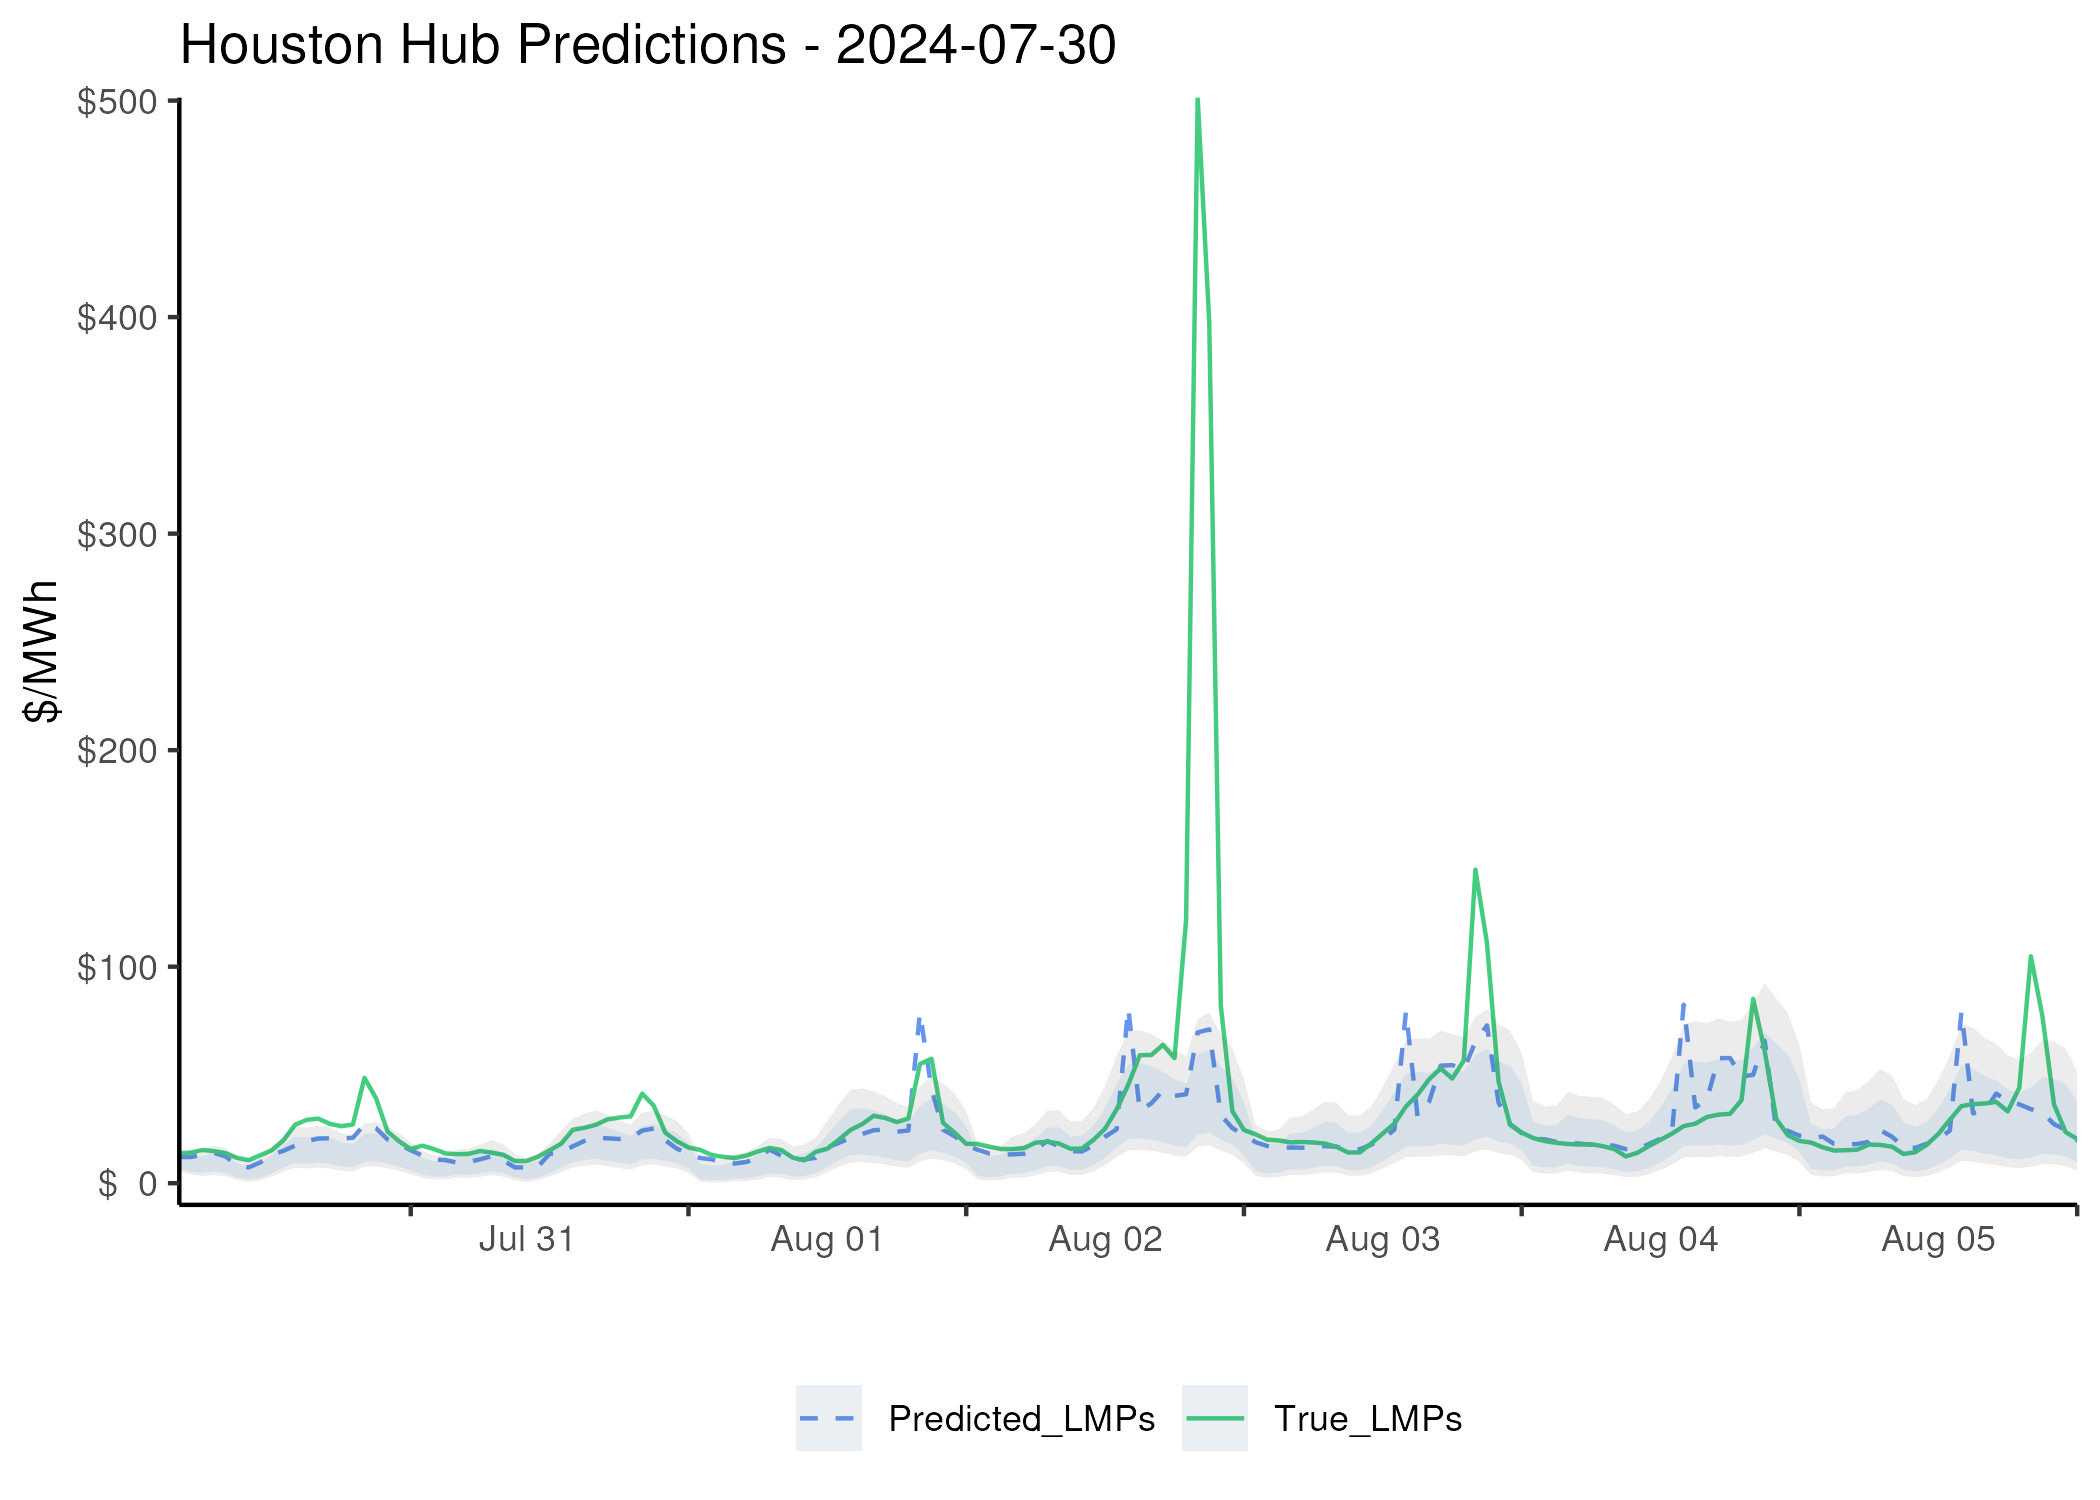 Houston Hub Predictions - 2024-07-30
$500
$400
$300
$200
$100
$ 0
$/MWh
Jul 31 Aug 01 Aug 02 Aug 03 Aug 04 Aug 05
Predicted_LMPs True_LMPs